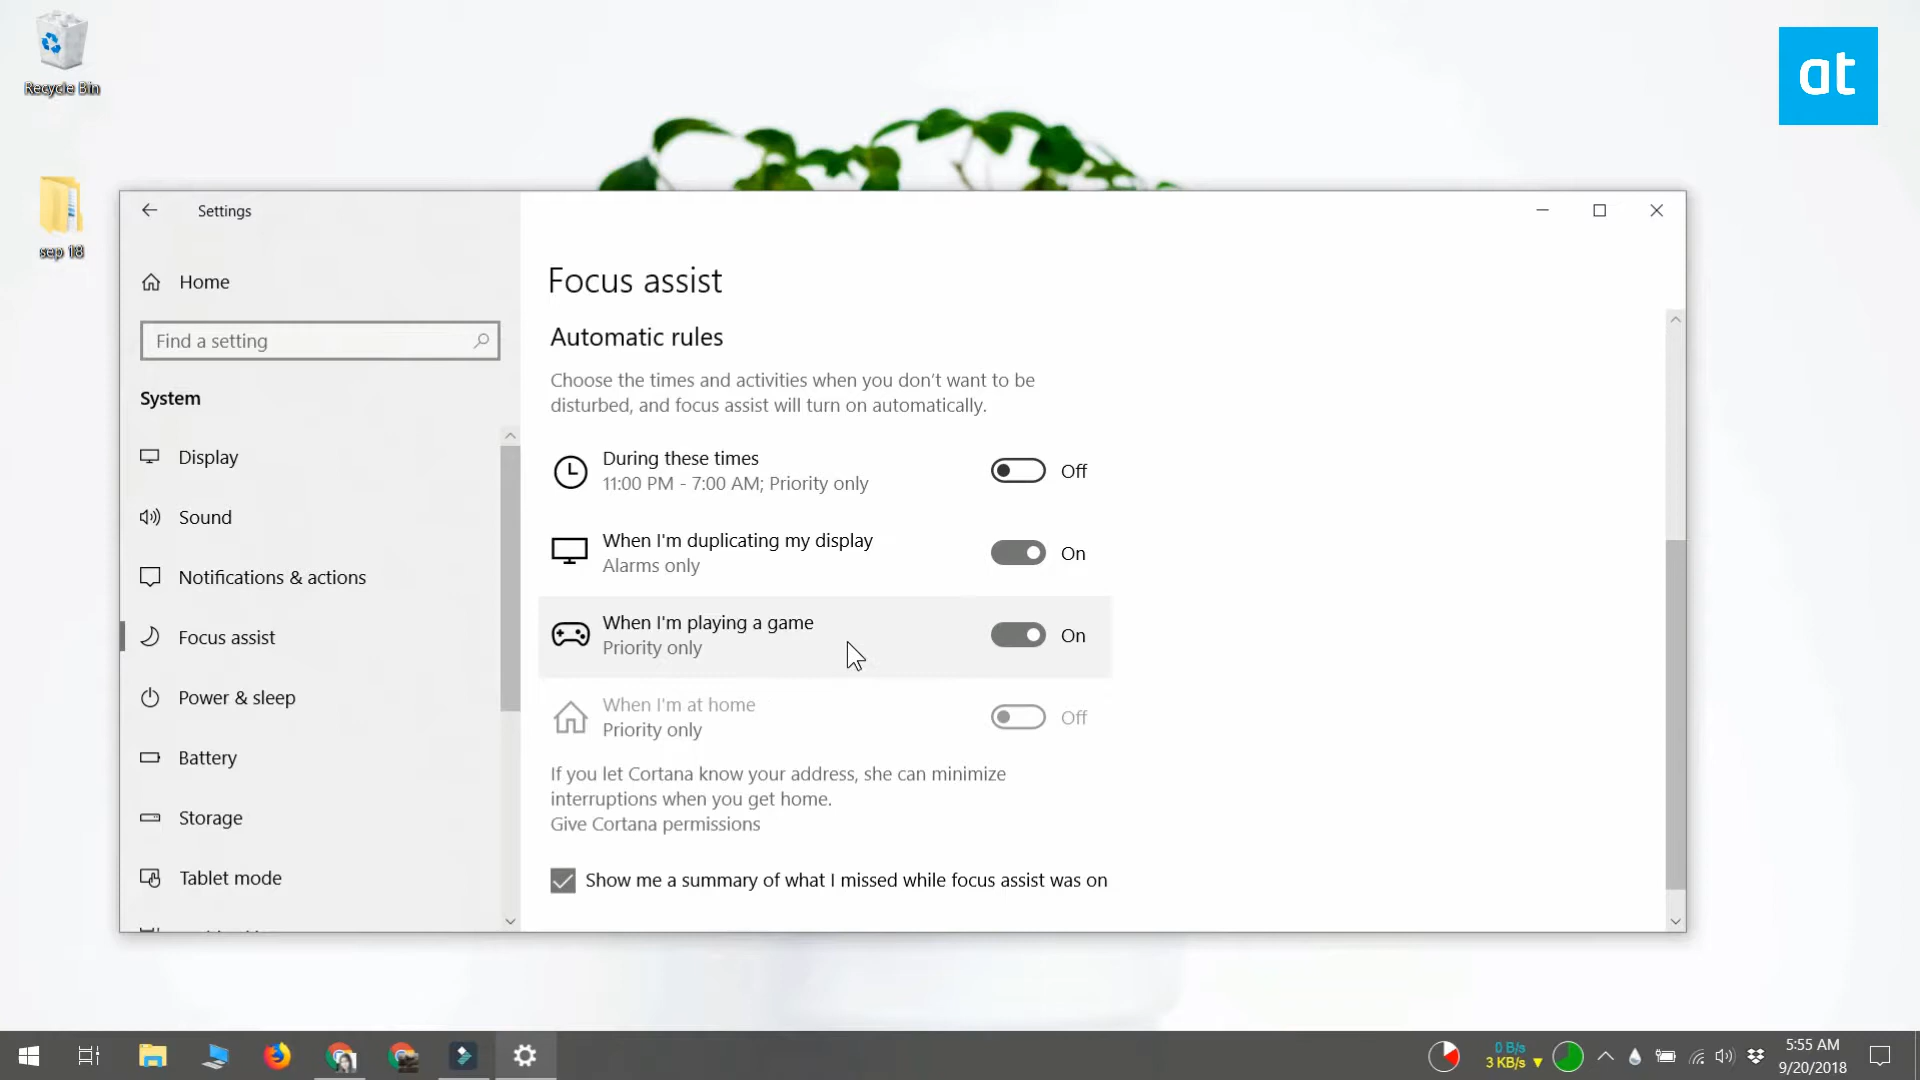 Recycle Bin
at
sep 18
Settings
Home
Find a setting
System
Display
Sound
Notifications & actions
Focus assist
Power & sleep
Battery
Storage
Tablet mode
Focus assist
Automatic rules
Choose the times and activities when you don't want to be
disturbed, and focus assist will turn on automatically.
During these times
11:00 PM - 7:00 AM; Priority only
Off
When I'm duplicating my display
Alarms only
On
When I'm playing a game
Priority only
On
When I'm at home
Priority only
Off
If you let Cortana know your address, she can minimize
interruptions when you get home.
Give Cortana permissions
Show me a summary of what I missed while focus assist was on
0 B/s
3 KB/s
5:55 AM
9/20/2018